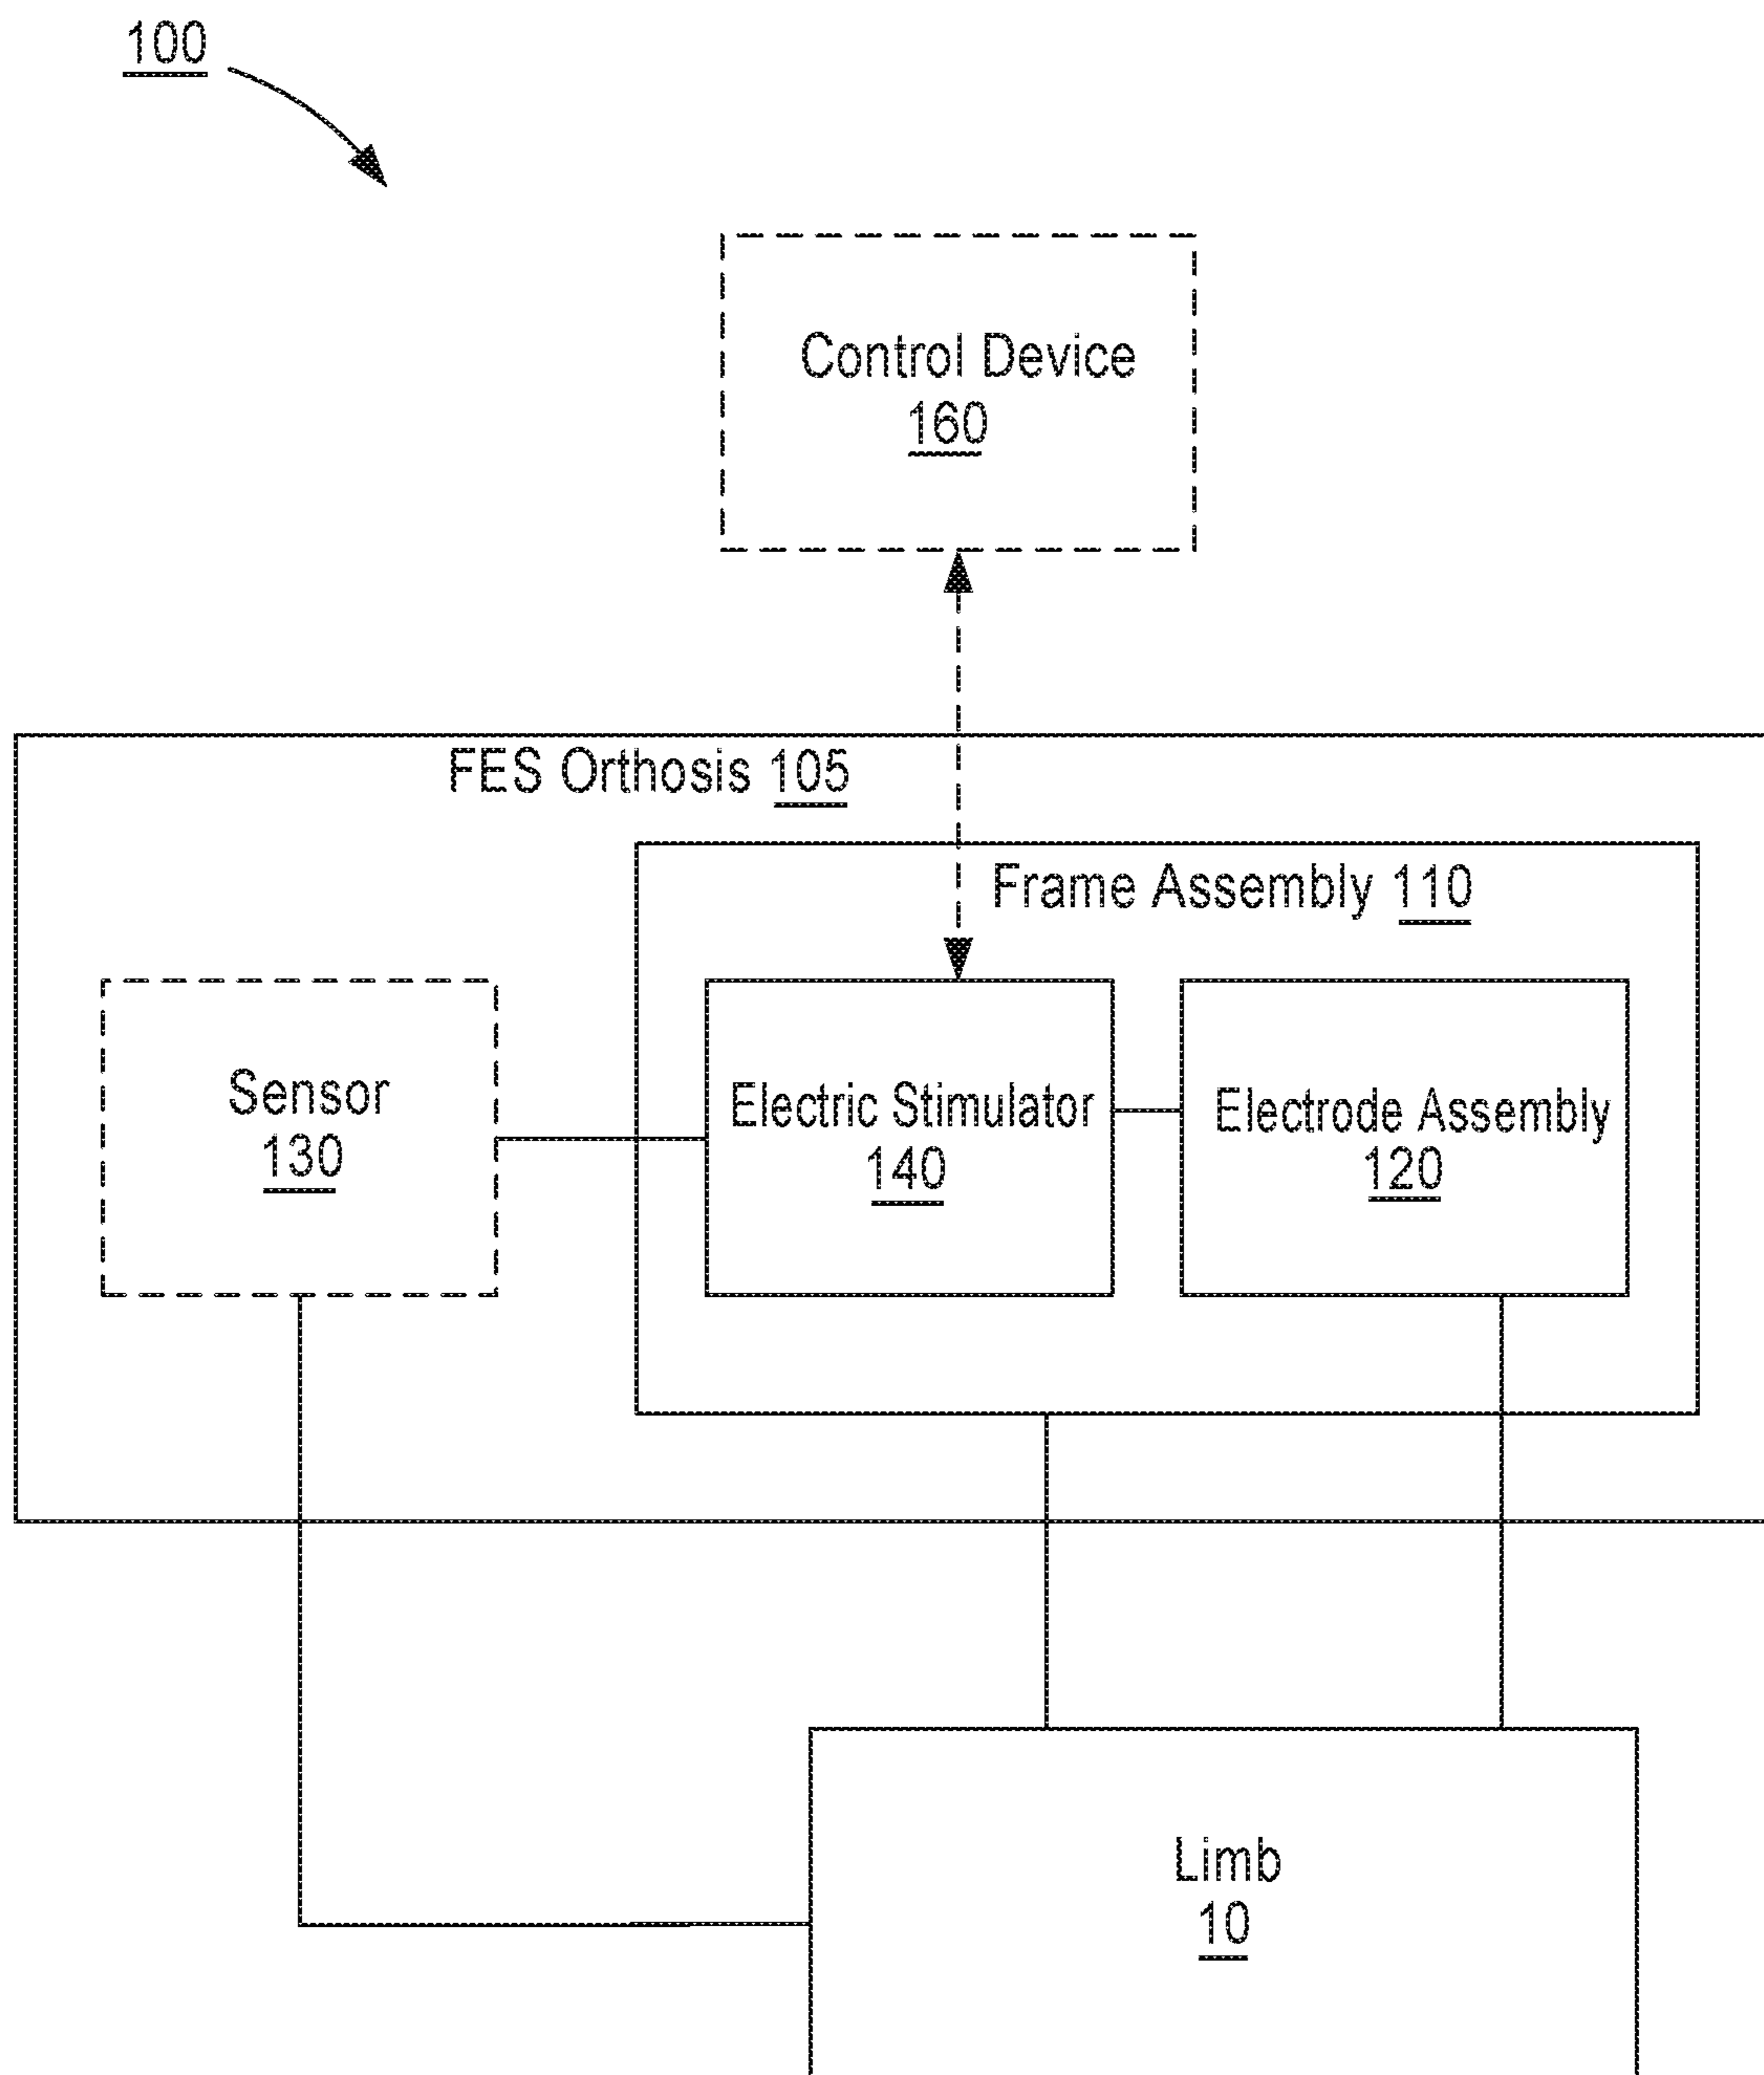 100
Control Device
160
FES Orthosis 105
Frame Assembly 110
Sensor
130
Electric Stimulator
140
Electrode Assembly
120
Limb
10